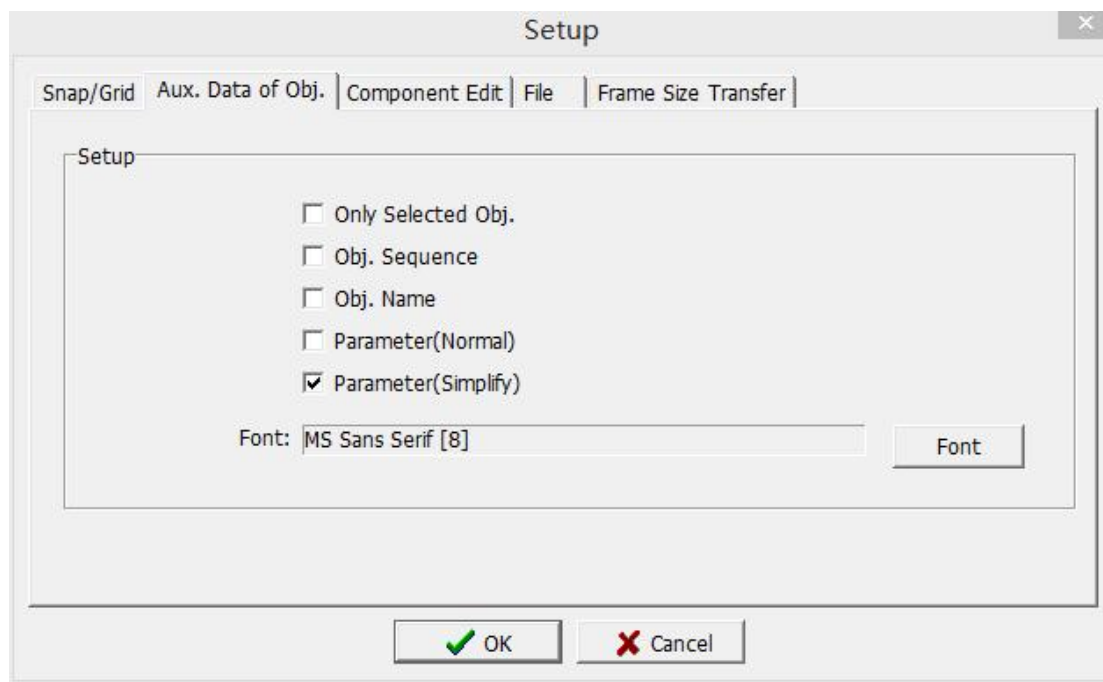 Setup
Snap/Grid Aux. Data of Obj. Component Edit File Frame Size Transfer
Setup
Only Selected Obj.
Obj. Sequence
Obj. Name
Parameter(Normal)
Parameter(Simplify)
Font: MS Sans Serif [8] Font
OK Cancel